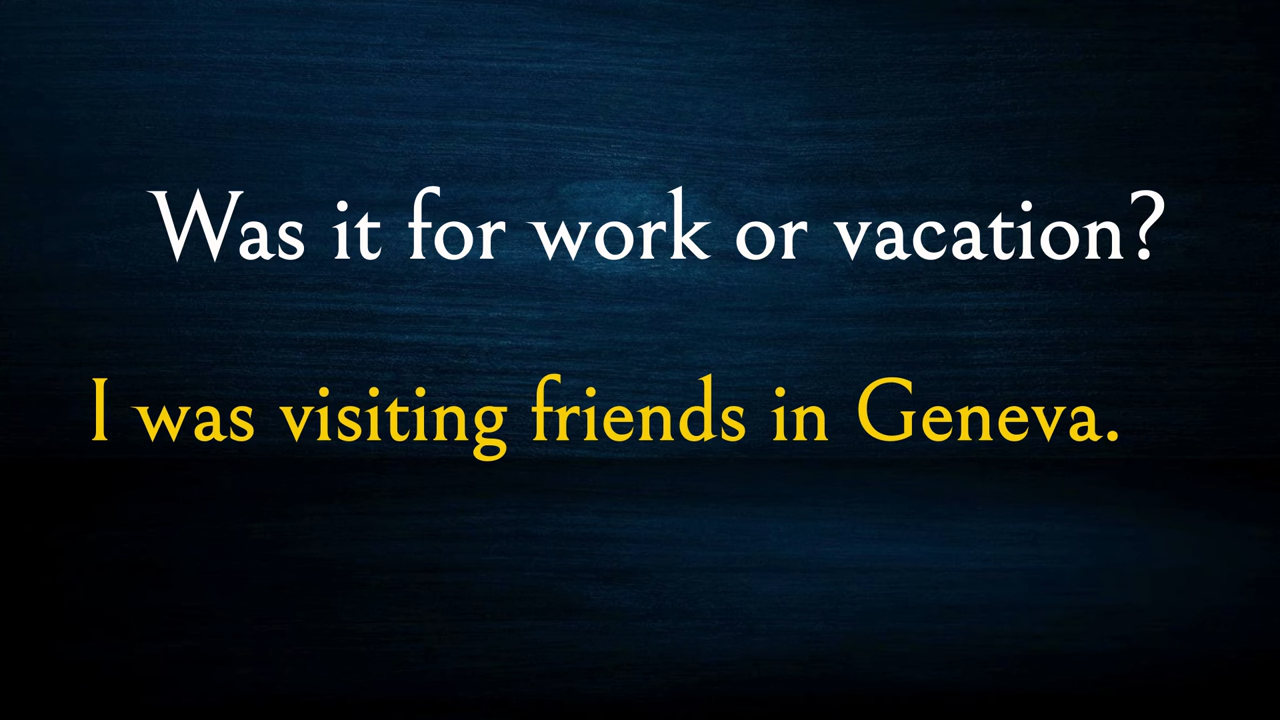 Was it for work or vacation?
I was visiting friends in Geneva.